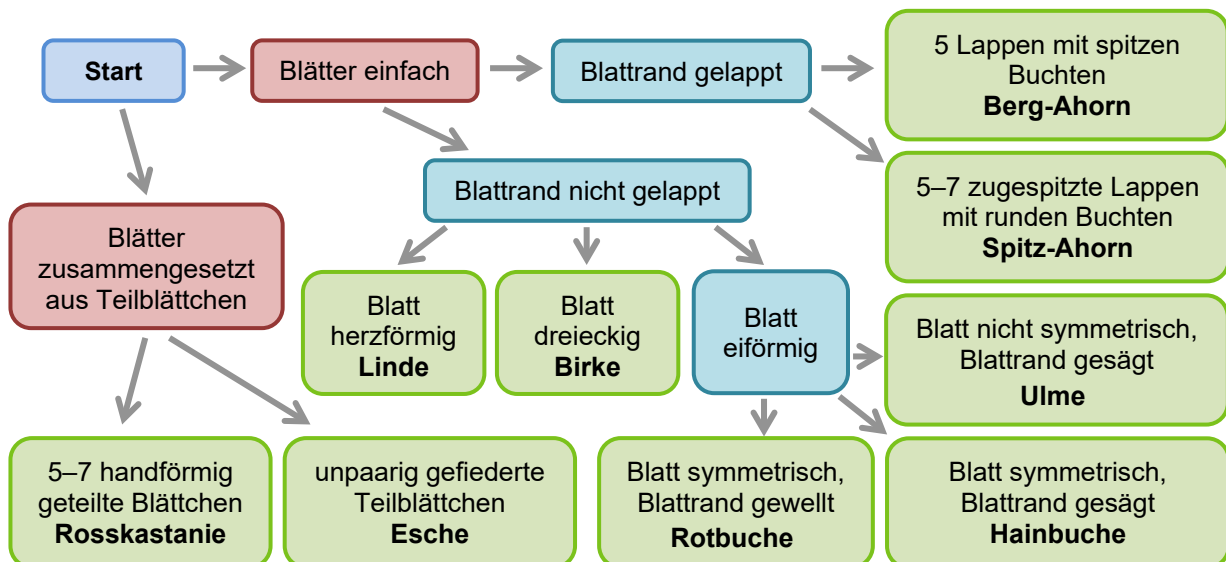 Start
Blätter einfach
Blattrand gelappt
5 Lappen mit spitzen
Buchten
Berg-Ahorn
Blattrand nicht gelappt
5–7 zugespitzte Lappen
mit runden Buchten
Spitz-Ahorn
Blätter
zusammengesetzt
aus Teilblättchen
Blatt
herzförmig
Linde
Blatt
dreieckig
Birke
Blatt
eiförmig
Blatt nicht symmetrisch,
Blattrand gesägt
Ulme
5–7 handförmig
geteilte Blättchen
Rosskastanie
unpaarig gefiederte
Teilblättchen
Esche
Blatt symmetrisch,
Blattrand gewellt
Rotbuche
Blatt symmetrisch,
Blattrand gesägt
Hainbuche